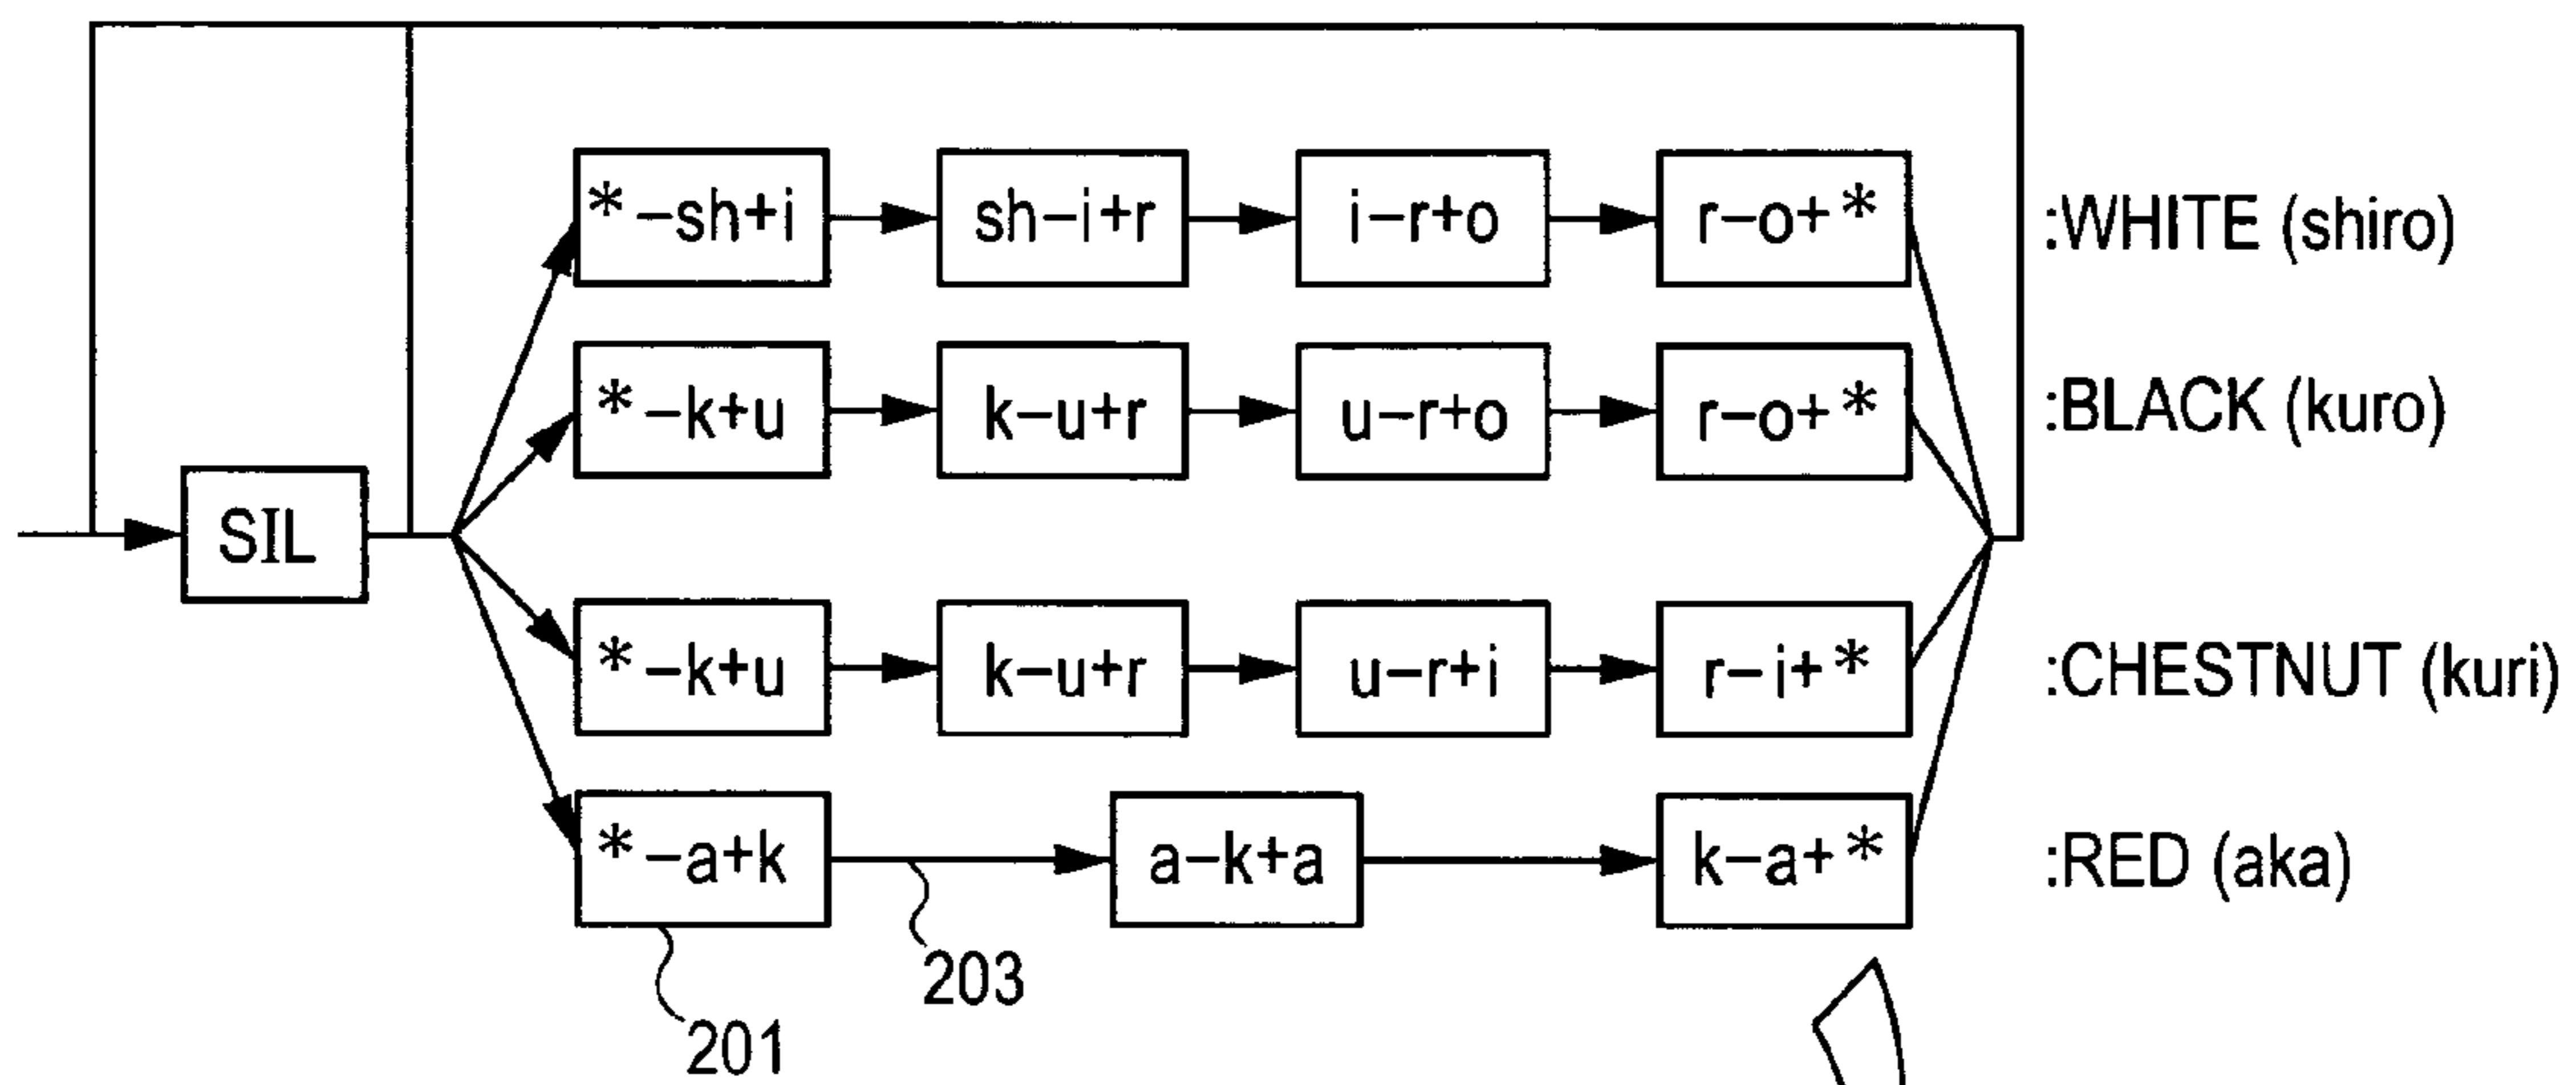 *-sh+i sh-i+r i-r+o r-o+* :WHITE (shiro)
*-k+u k-u+r u-r+o r-o+* :BLACK (kuro)
SIL
*-k+u k-u+r u-r+i r-i+* :CHESTNUT (kuri)
*-a+k a-k+a k-a+* :RED (aka)
203
201